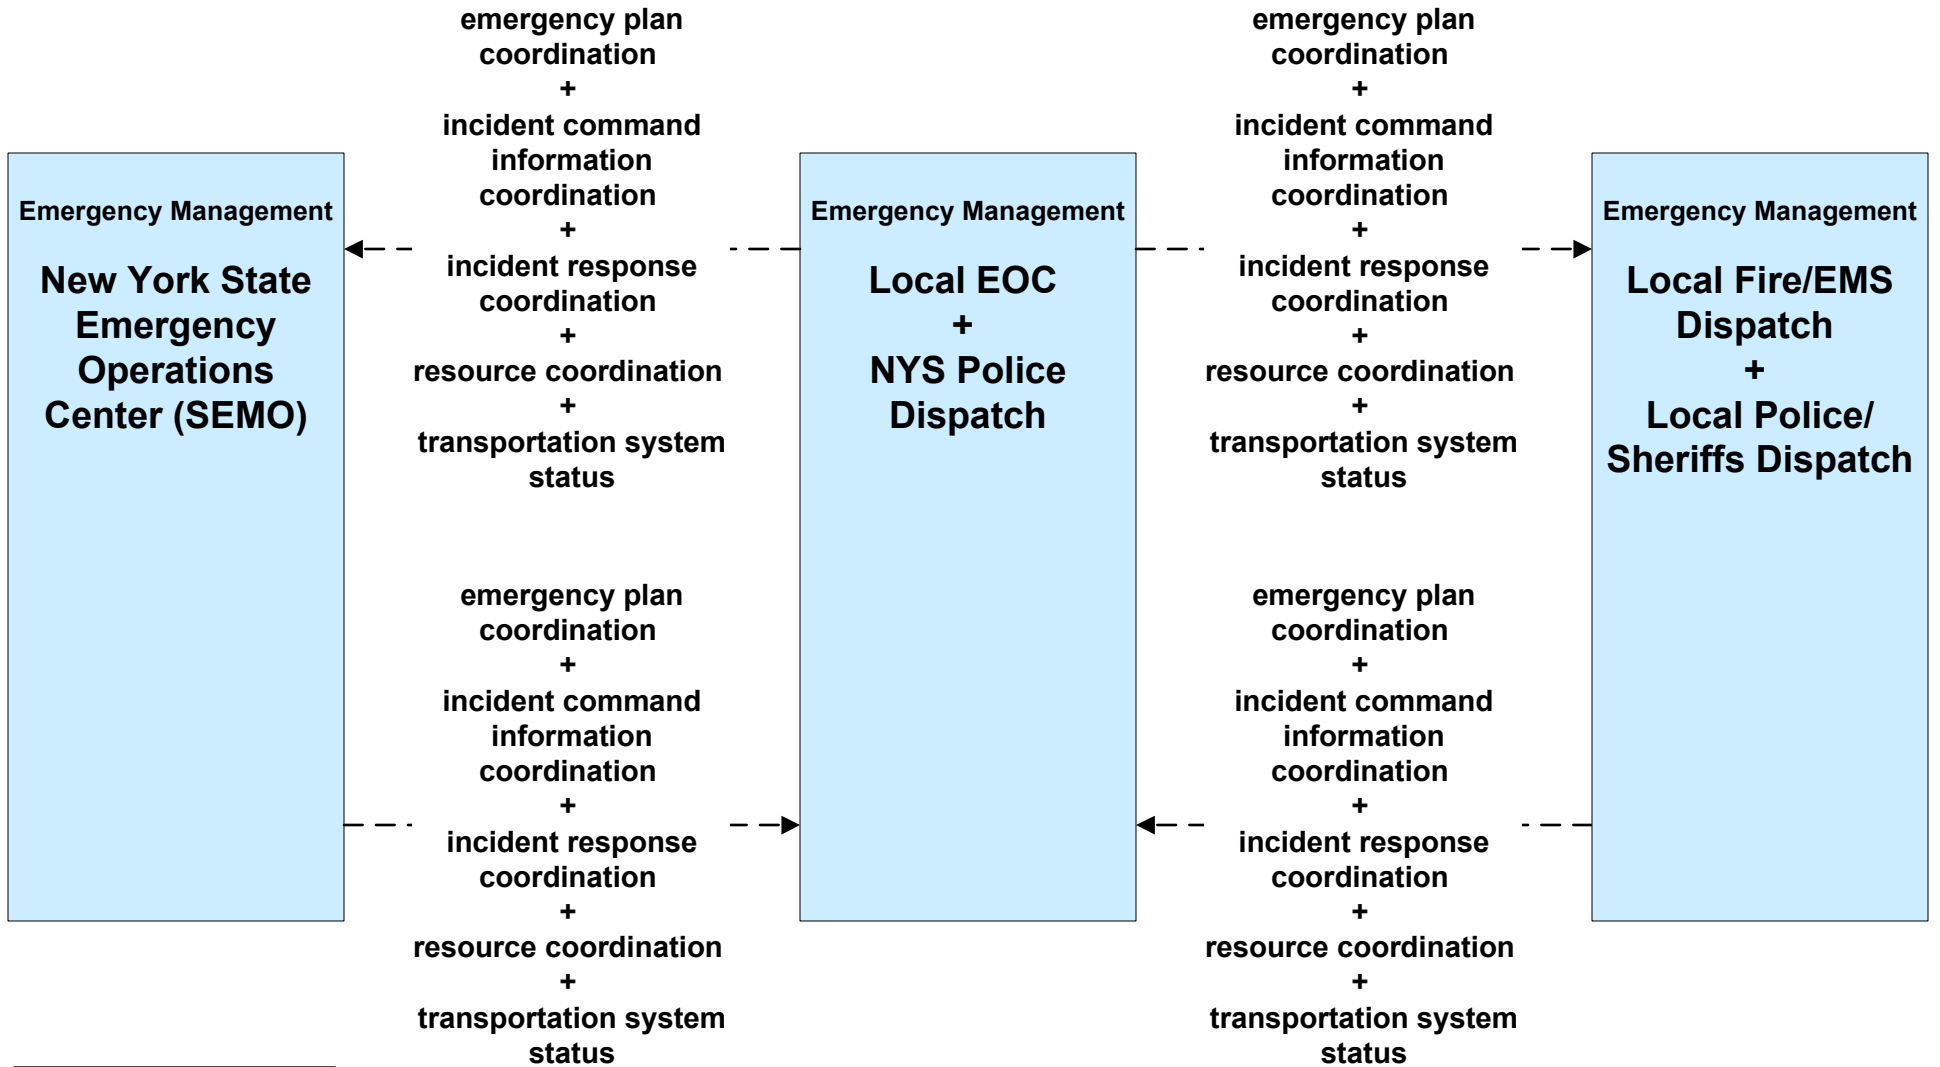 emergency plan
coordination
+
incident command
information
coordination
+
incident response
coordination
+
resource coordination
+
transportation system
status
emergency plan
coordination
+
incident command
information
coordination
+
incident response
coordination
+
resource coordination
+
transportation system
status
Emergency Management
New York State
Emergency
Operations
Center (SEMO)
Emergency Management
Local EOC
+
NYS Police
Dispatch
Emergency Management
Local Fire/EMS
Dispatch
+
Local Police/
Sheriffs Dispatch
emergency plan
coordination
+
incident command
information
coordination
+
incident response
coordination
+
resource coordination
+
transportation system
status
emergency plan
coordination
+
incident command
information
coordination
+
incident response
coordination
+
resource coordination
+
transportation system
status